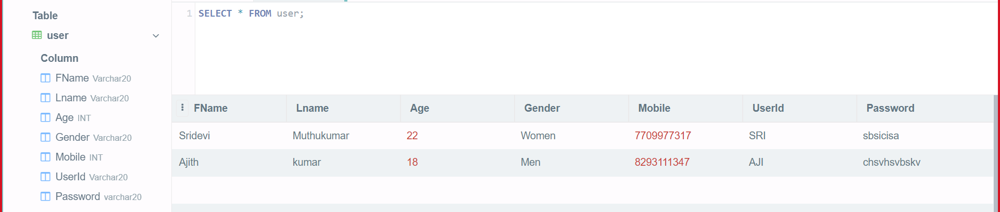 Table
user
Column
FName Varchar20
Lname Varchar20
Age INT
Gender Varchar20
Mobile INT
UserId Varchar20
Password varchar20
1 SELECT * FROM user;
FName Lname Age Gender Mobile UserId Password
Sridevi Muthukumar 22 Women 7709977317 SRI sbsicisa
Ajith kumar 18 Men 8293111347 AJI chsvhsvbskv